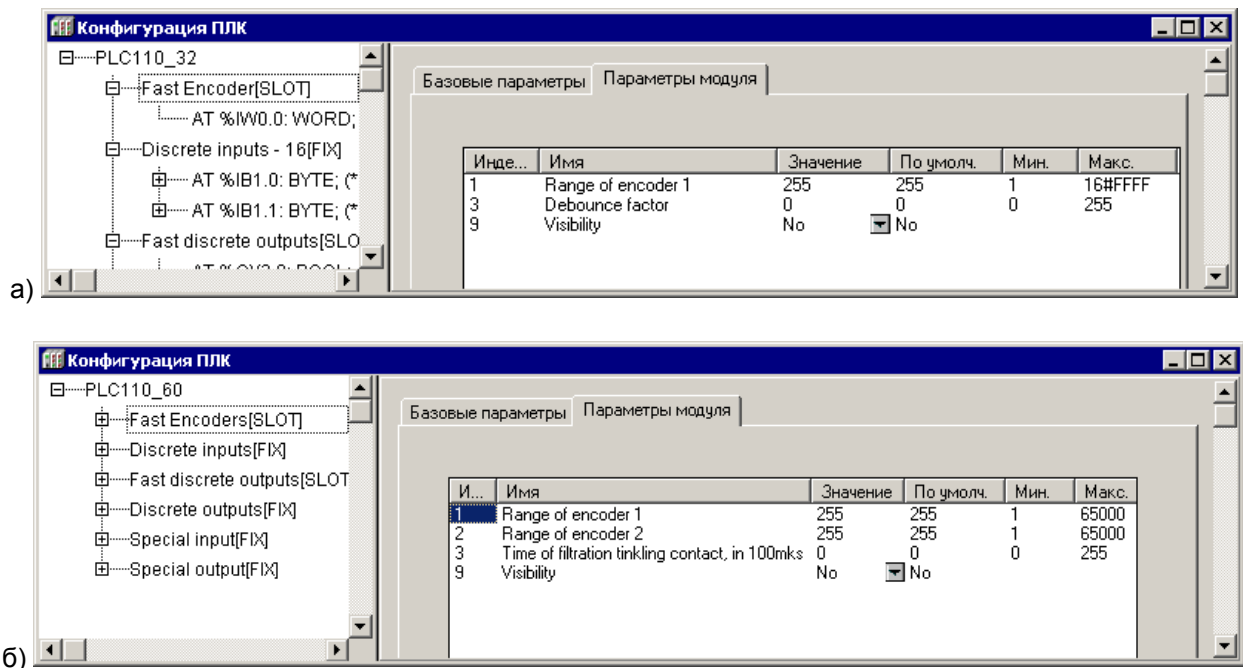 Конфигурация ПЛК
PLC110_32
Fast Encoder[SLOT]
AT %IW0.0: WORD;
Discrete inputs - 16[FIX]
AT %IB1.0: BYTE; (*
AT %IB1.1: BYTE; (*
Fast discrete outputs[SLO
Базовые параметры Параметры модуля
Инде... Имя Значение По умолч. Мин. Макс.
1 Range of encoder 1 255 255 1 16#FFFF
3 Debounce factor 0 0 0 255
9 Visibility No No
а)
Конфигурация ПЛК
PLC110_60
Fast Encoders[SLOT]
Discrete inputs[FIX]
Fast discrete outputs[SLOT
Discrete outputs[FIX]
Special input[FIX]
Special output[FIX]
Базовые параметры Параметры модуля
И... Имя Значение По умолч. Мин. Макс.
1 Range of encoder 1 255 255 1 65000
2 Range of encoder 2 255 255 1 65000
3 Time of filtration tinkling contact, in 100mks 0 0 0 255
9 Visibility No No
б)